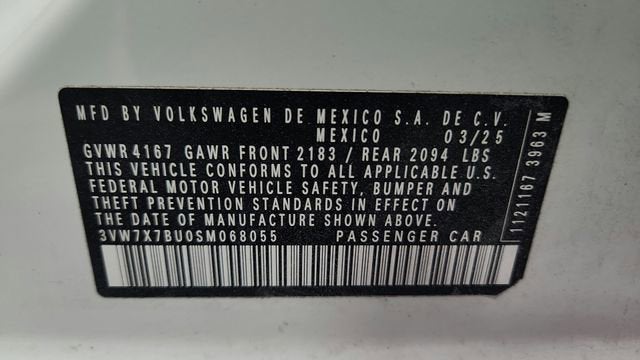 MFD BY VOLKSWAGEN DE MEXICO S.A. DE C.V.
MEXICO 03/25
GVWR 4167 GAWR FRONT 2183 / REAR 2094 LBS
THIS VEHICLE CONFORMS TO ALL APPLICABLE U.S.
FEDERAL MOTOR VEHICLE SAFETY, BUMPER AND
THEFT PREVENTION STANDARDS IN EFFECT ON
THE DATE OF MANUFACTURE SHOWN ABOVE.
3VW7X7BU0SM068055 PASSENGER CAR
1121167 3963 M